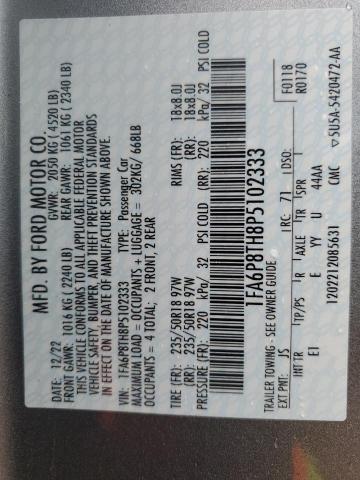 MFD. BY FORD MOTOR CO.
DATE: 12/22 GVWR: 2050 KG (4520 LB)
FRONT GAWR: 1016 KG (2240 LB) REAR GAWR: 1061 KG (2340 LB)
THIS VEHICLE CONFORMS TO ALL APPLICABLE FEDERAL MOTOR
VEHICLE SAFETY, BUMPER, AND THEFT PREVENTION STANDARDS
IN EFFECT ON THE DATE OF MANUFACTURE SHOWN ABOVE.
VIN: 1FA6P8TH8P5102333 TYPE: Passenger Car
MAXIMUM LOAD = OCCUPANTS + LUGGAGE = 302KG/ 668LB
OCCUPANTS = 4 TOTAL: 2 FRONT, 2 REAR
TIRE (FR): 235/50R18 97W RIMS (FR): 18x8.0J
TIRE (RR): 235/50R18 97W (RR): 18x8.0J
PRESSURE (FR): 220 kPa/ 32 PSI COLD (RR): 220 kPa/ 32 PSI COLD
1FA6P8TH8P5102333
TRAILER TOWING - SEE OWNER GUIDE F0118
EXT PNT: JS RC: 71 DSO: R0170
INT TR TP/PS R AXLE TR
EI E YY U 44AA
1202212085631 CMC ▽5U5A-5420472-AA